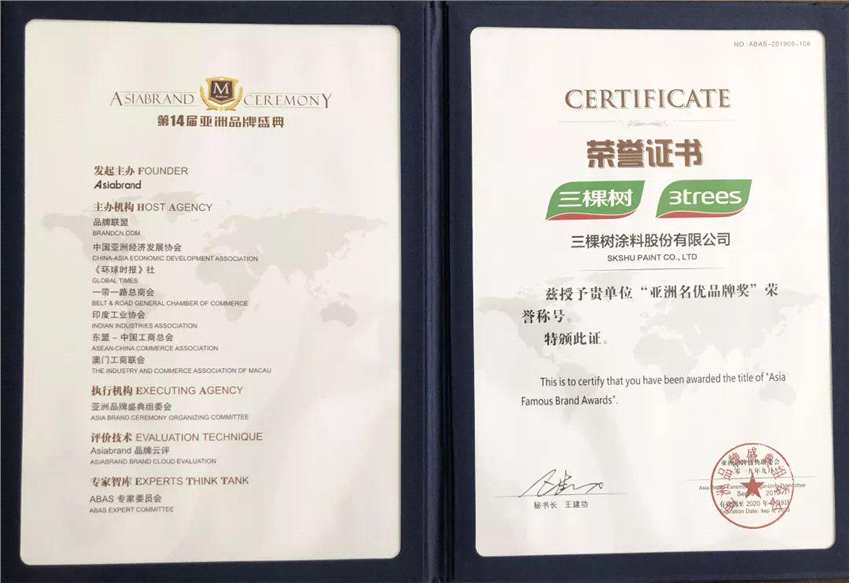 ASIABRAND M CEREMONY
第14届亚洲品牌盛典
发起主办 FOUNDER
Asiabrand
主办机构 HOST AGENCY
品牌联盟
BRANDCN.COM
中国亚洲经济发展协会
CHINA-ASIA ECONOMIC DEVELOPMENT ASSOCIATION
《环球时报》社
GLOBAL TIMES
一带一路总商会
BELT & ROAD GENERAL CHAMBER OF COMMERCE
印度工业协会
INDIAN INDUSTRIES ASSOCIATION
东盟-中国工商总会
ASEAN-CHINA COMMERCE ASSOCIATION
澳门工商联会
THE INDUSTRY AND COMMERCE ASSOCIATION OF MACAU
执行机构 EXECUTING AGENCY
亚洲品牌盛典组委会
ASIA BRAND CEREMONY ORGANIZING COMMITTEE
评价技术 EVALUATION TECHNIQUE
Asiabrand 品牌云评
ASIABRAND BRAND CLOUD EVALUATION
专家智库 EXPERTS THINK TANK
ABAS 专家委员会
ABAS EXPERT COMMITTEE
NO:ABAS-201909-108
CERTIFICATE
荣誉证书
三棵树 3trees
三棵树涂料股份有限公司
SKSHU PAINT CO., LTD
兹授予贵单位“亚洲名优品牌奖”荣
誉称号。
特颁此证。
This is to certify that you have been awarded the title of "Asia
Famous Brand Awards".
秘书长 王建功